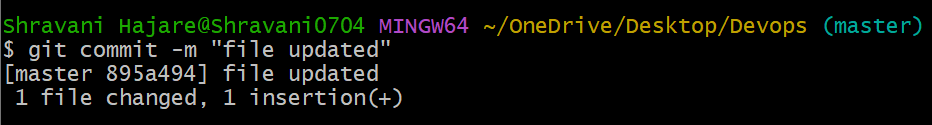 Shravani Hajare@Shravani0704 MINGW64 ~/OneDrive/Desktop/Devops (master)
$ git commit -m "file updated"
[master 895a494] file updated
 1 file changed, 1 insertion(+)